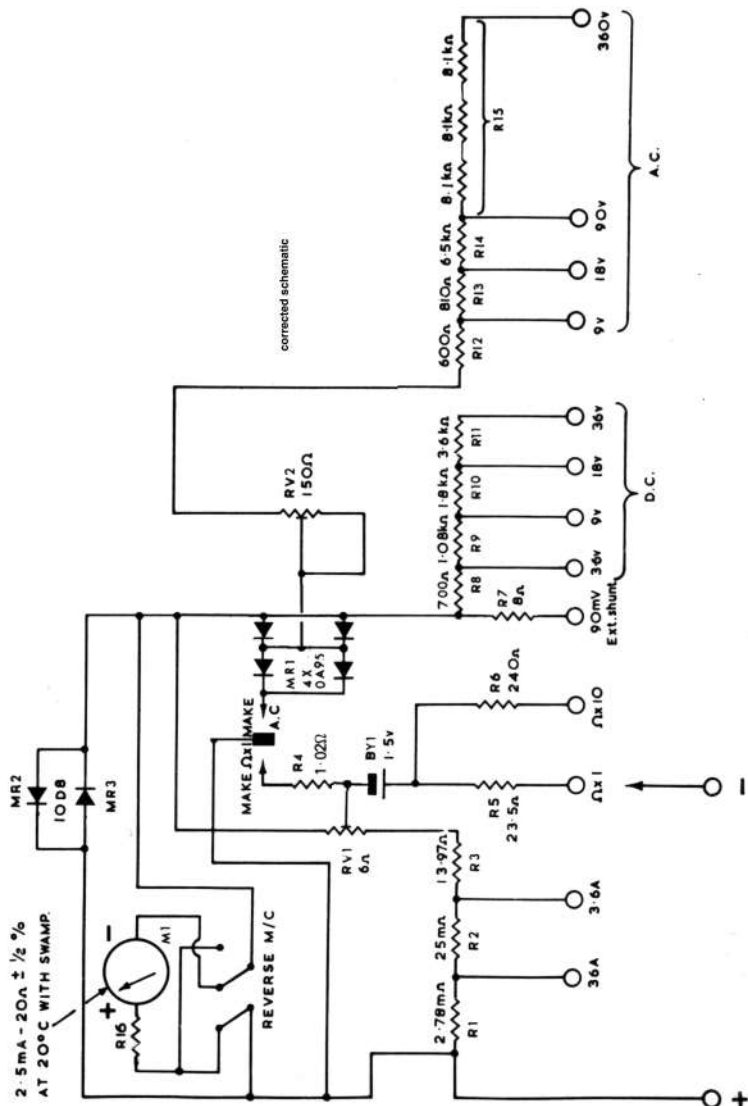 2·5mA – 20Ω ± ½ %
AT 20°C WITH SWAMP.
+
−
M1
R16
REVERSE M/C
MR2
10D8
MR3
MAKE Ωx1
MAKE
A.C
MR1
4X
OA95
RV2
150Ω
R4
1·02Ω
BY1
1·5v
RV1
6Ω
2·78mΩ
R1
25mΩ
R2
13·97Ω
R3
R5
23·5Ω
R6
240Ω
R7
8Ω
700Ω
R8
1·08kΩ
R9
1·8kΩ
R10
3·6kΩ
R11
600Ω
R12
810Ω
R13
6·5kΩ
R14
8·1kΩ
8·1kΩ
8·1kΩ
R15
corrected schematic
36A
3·6A
Ωx1
Ωx10
90mV
Ext. shunt.
3·6v
9v
18v
36v
D.C.
9v
18v
90v
360v
A.C.
+
−